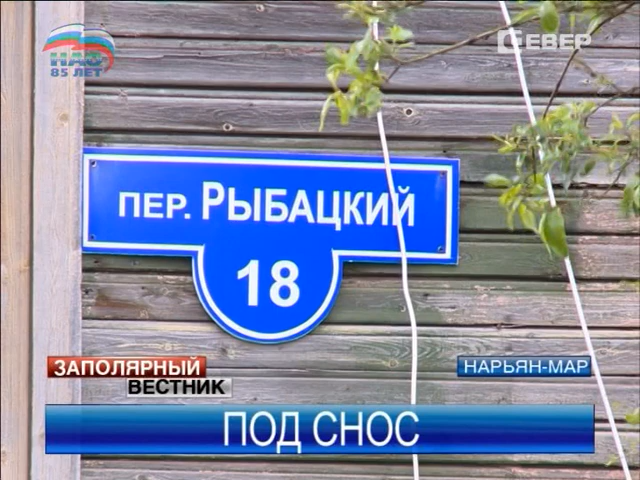 НАО
85 ЛЕТ
СЕВЕР
ПЕР. РЫБАЦКИЙ
18
ЗАПОЛЯРНЫЙ
ВЕСТНИК
НАРЬЯН-МАР
ПОД СНОС